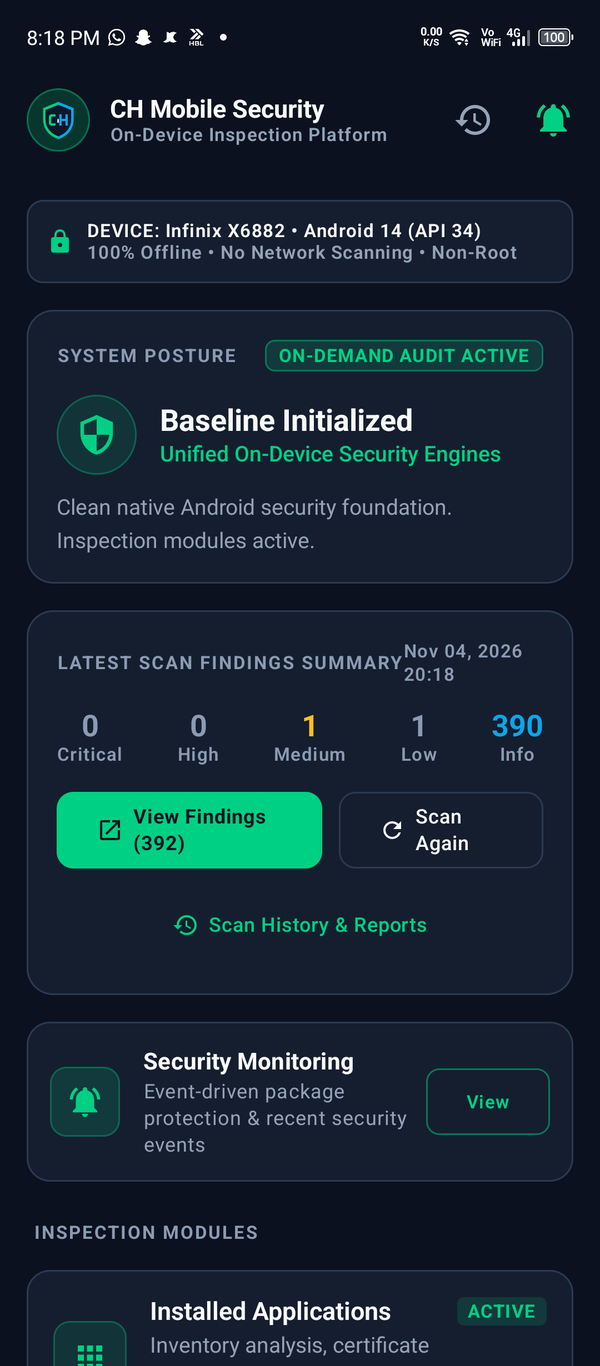 8:18 PM
HBL
0.00 K/S
Vo WiFi
4G
100
CH
CH Mobile Security
On-Device Inspection Platform
DEVICE: Infinix X6882 • Android 14 (API 34)
100% Offline • No Network Scanning • Non-Root
SYSTEM POSTURE
ON-DEMAND AUDIT ACTIVE
Baseline Initialized
Unified On-Device Security Engines
Clean native Android security foundation.
Inspection modules active.
LATEST SCAN FINDINGS SUMMARY
Nov 04, 2026
20:18
0 0 1 1 390
Critical High Medium Low Info
View Findings
(392)
Scan
Again
Scan History & Reports
Security Monitoring
Event-driven package
protection & recent security
events
View
INSPECTION MODULES
Installed Applications
ACTIVE
Inventory analysis, certificate